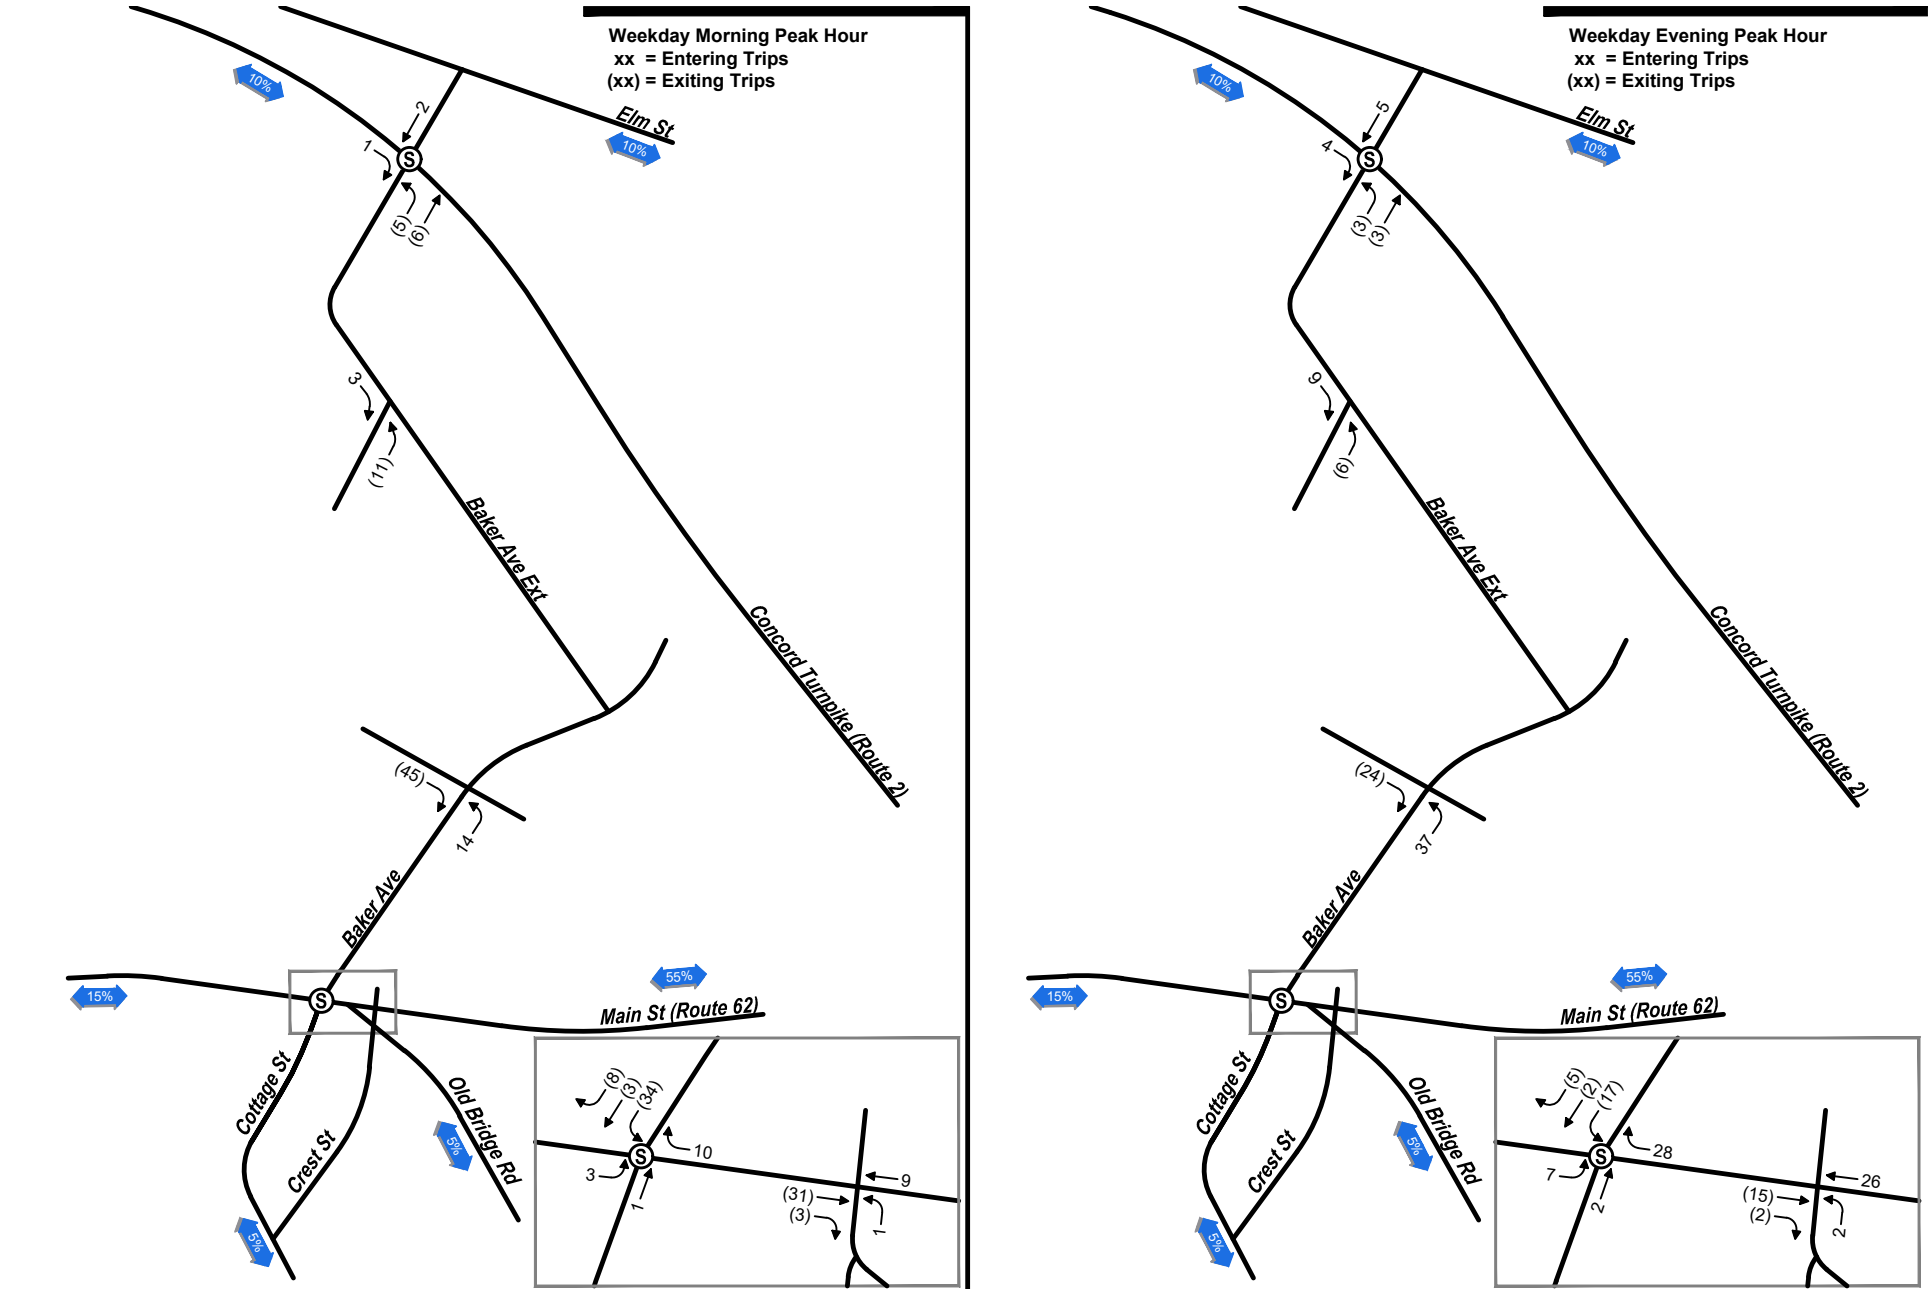 Weekday Morning Peak Hour
xx = Entering Trips
(xx) = Exiting Trips
10%
Elm St
10%
2
1
S
(5)
(6)
3
(11)
Baker Ave Ext
Concord Turnpike (Route 2)
(45)
14
Baker Ave
15%
S
55%
Main St (Route 62)
Cottage St
Crest St
Old Bridge Rd
5%
5%
(8)
(3)
(34)
S
10
3
1
9
(31)
(3)
1
Weekday Evening Peak Hour
xx = Entering Trips
(xx) = Exiting Trips
10%
Elm St
10%
5
4
S
(3)
(3)
9
(6)
Baker Ave Ext
Concord Turnpike (Route 2)
(24)
37
Baker Ave
15%
S
55%
Main St (Route 62)
Cottage St
Crest St
Old Bridge Rd
5%
5%
(5)
(2)
(17)
S
28
7
2
26
(15)
(2)
2